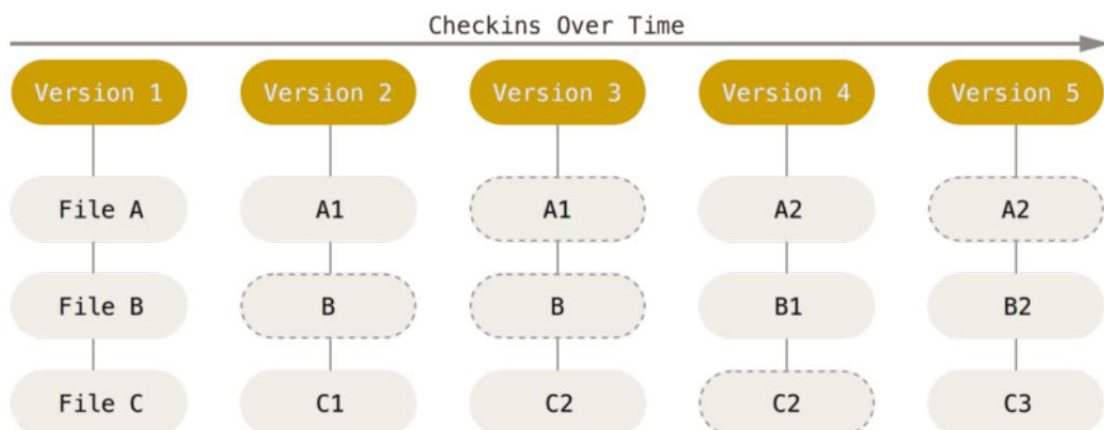 Checkins Over Time
Version 1 Version 2 Version 3 Version 4 Version 5
File A A1 A1 A2 A2
File B B B B1 B2
File C C1 C2 C2 C3